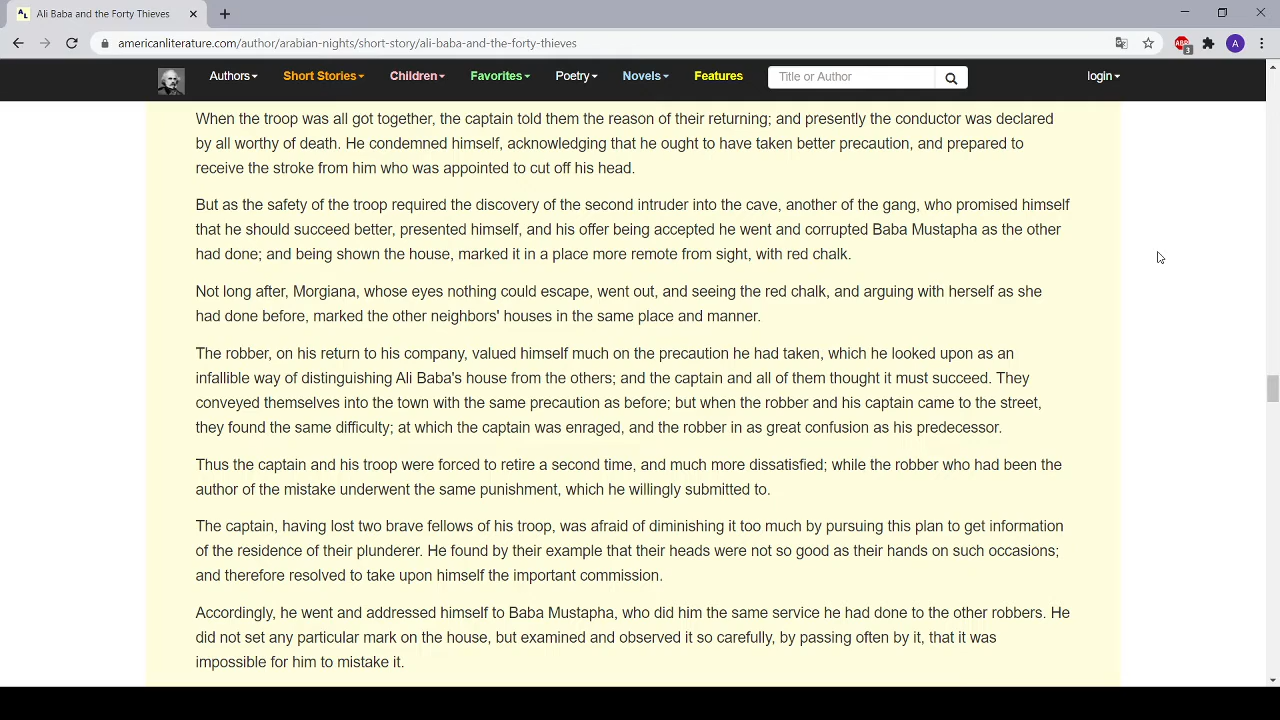 Ali Baba and the Forty Thieves
americanliterature.com/author/arabian-nights/short-story/ali-baba-and-the-forty-thieves
ABP
3
A
Authors
Short Stories
Children
Favorites
Poetry
Novels
Features
Title or Author
login
When the troop was all got together, the captain told them the reason of their returning; and presently the conductor was declared
by all worthy of death. He condemned himself, acknowledging that he ought to have taken better precaution, and prepared to
receive the stroke from him who was appointed to cut off his head.
But as the safety of the troop required the discovery of the second intruder into the cave, another of the gang, who promised himself
that he should succeed better, presented himself, and his offer being accepted he went and corrupted Baba Mustapha as the other
had done; and being shown the house, marked it in a place more remote from sight, with red chalk.
Not long after, Morgiana, whose eyes nothing could escape, went out, and seeing the red chalk, and arguing with herself as she
had done before, marked the other neighbors' houses in the same place and manner.
The robber, on his return to his company, valued himself much on the precaution he had taken, which he looked upon as an
infallible way of distinguishing Ali Baba's house from the others; and the captain and all of them thought it must succeed. They
conveyed themselves into the town with the same precaution as before; but when the robber and his captain came to the street,
they found the same difficulty; at which the captain was enraged, and the robber in as great confusion as his predecessor.
Thus the captain and his troop were forced to retire a second time, and much more dissatisfied; while the robber who had been the
author of the mistake underwent the same punishment, which he willingly submitted to.
The captain, having lost two brave fellows of his troop, was afraid of diminishing it too much by pursuing this plan to get information
of the residence of their plunderer. He found by their example that their heads were not so good as their hands on such occasions;
and therefore resolved to take upon himself the important commission.
Accordingly, he went and addressed himself to Baba Mustapha, who did him the same service he had done to the other robbers. He
did not set any particular mark on the house, but examined and observed it so carefully, by passing often by it, that it was
impossible for him to mistake it.